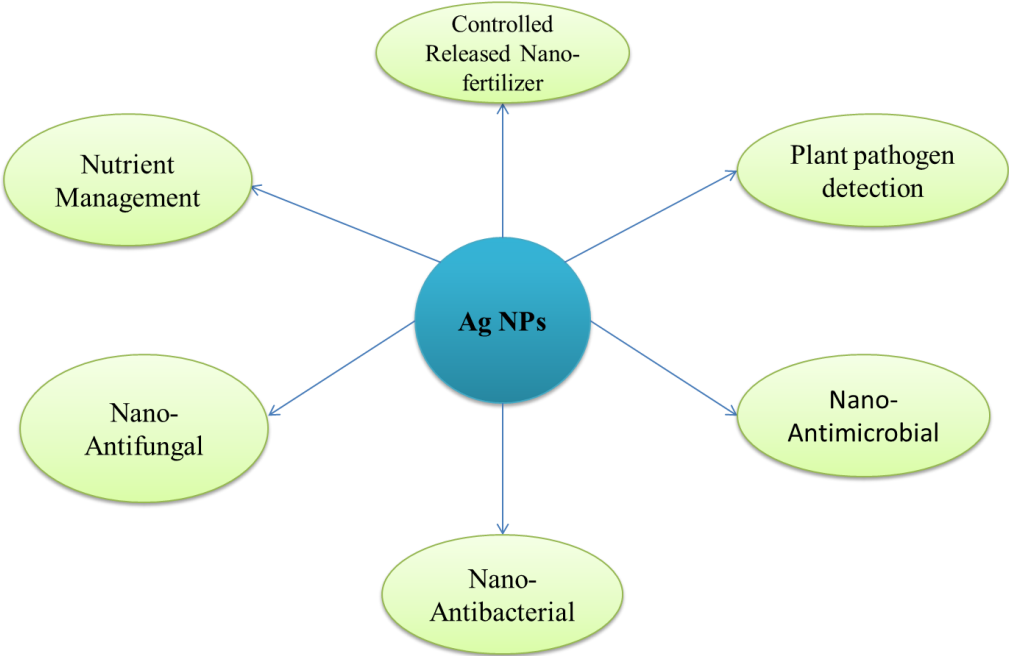 Controlled
Released Nano-
fertilizer
Nutrient
Management
Plant pathogen
detection
Ag NPs
Nano-
Antifungal
Nano-
Antimicrobial
Nano-
Antibacterial